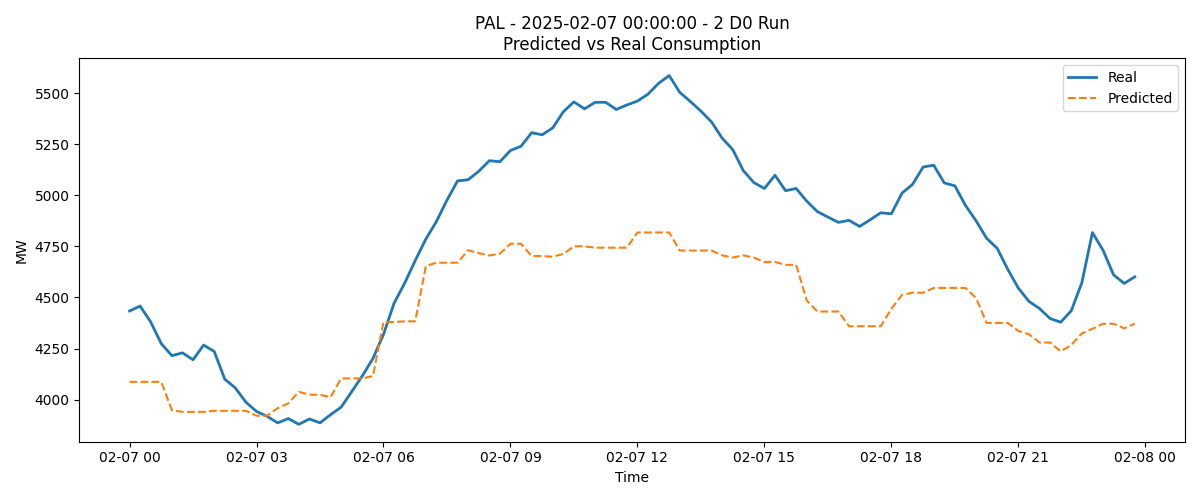 PAL - 2025-02-07 00:00:00 - 2 D0 Run
Predicted vs Real Consumption
Real
Predicted
MW
5500
5250
5000
4750
4500
4250
4000
02-07 00
02-07 03
02-07 06
02-07 09
02-07 12
02-07 15
02-07 18
02-07 21
02-08 00
Time